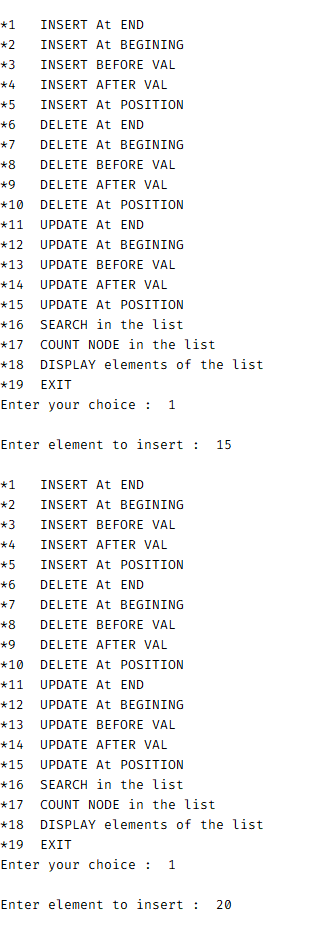 *1 INSERT At END
*2 INSERT At BEGINING
*3 INSERT BEFORE VAL
*4 INSERT AFTER VAL
*5 INSERT At POSITION
*6 DELETE At END
*7 DELETE At BEGINING
*8 DELETE BEFORE VAL
*9 DELETE AFTER VAL
*10 DELETE At POSITION
*11 UPDATE At END
*12 UPDATE At BEGINING
*13 UPDATE BEFORE VAL
*14 UPDATE AFTER VAL
*15 UPDATE At POSITION
*16 SEARCH in the list
*17 COUNT NODE in the list
*18 DISPLAY elements of the list
*19 EXIT
Enter your choice : 1
Enter element to insert : 15
*1 INSERT At END
*2 INSERT At BEGINING
*3 INSERT BEFORE VAL
*4 INSERT AFTER VAL
*5 INSERT At POSITION
*6 DELETE At END
*7 DELETE At BEGINING
*8 DELETE BEFORE VAL
*9 DELETE AFTER VAL
*10 DELETE At POSITION
*11 UPDATE At END
*12 UPDATE At BEGINING
*13 UPDATE BEFORE VAL
*14 UPDATE AFTER VAL
*15 UPDATE At POSITION
*16 SEARCH in the list
*17 COUNT NODE in the list
*18 DISPLAY elements of the list
*19 EXIT
Enter your choice : 1
Enter element to insert : 20